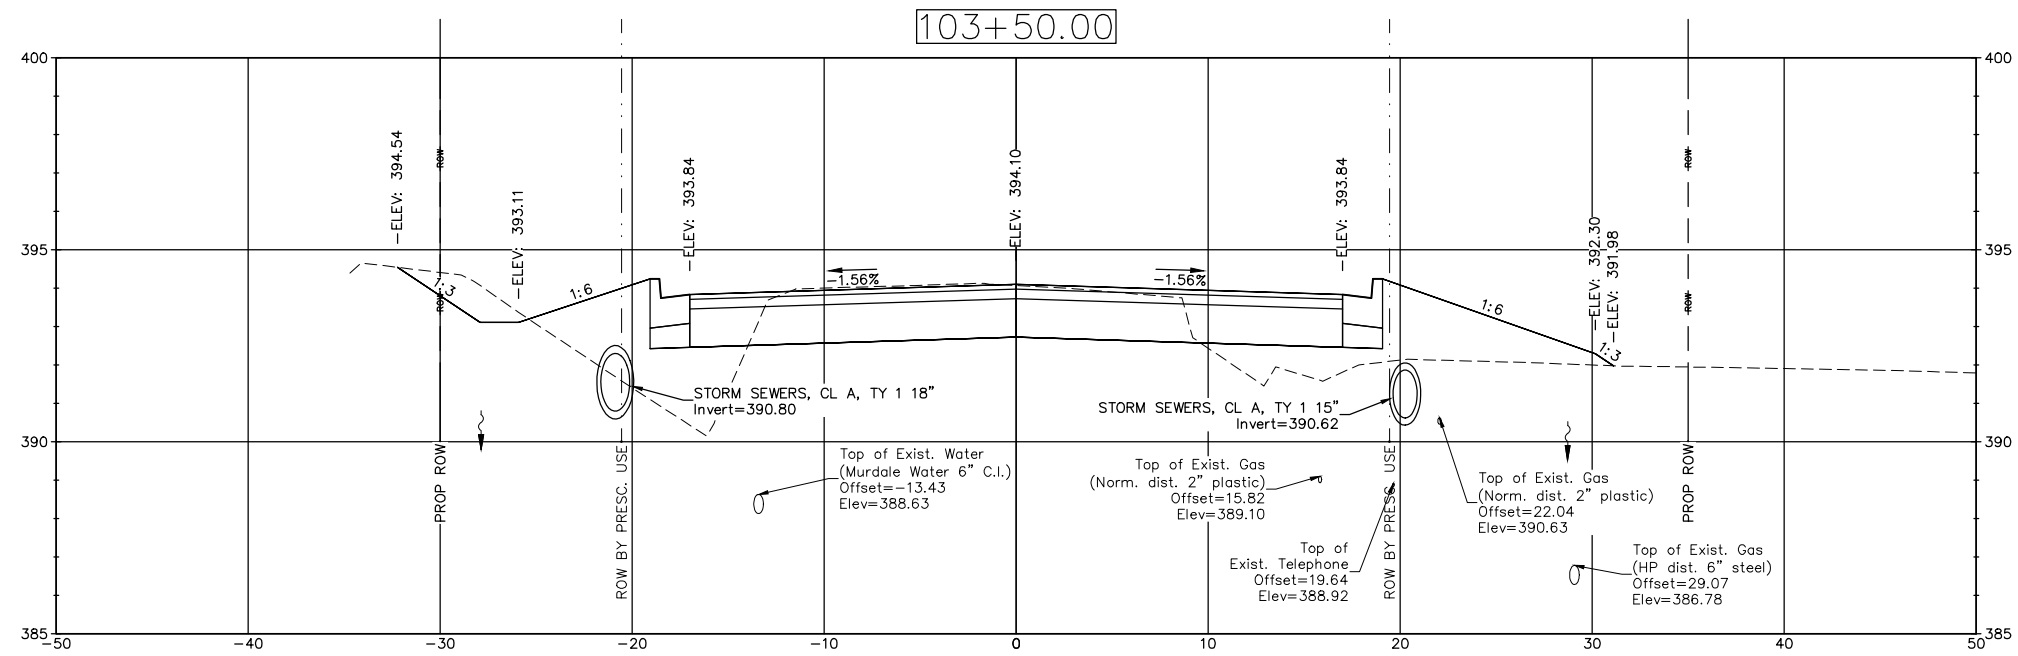 103+50.00
400
400
ELEV: 394.54
ROW
ELEV: 393.11
ELEV: 393.84
ELEV: 394.10
ELEV: 393.84
ELEV: 392.30
ELEV: 391.98
ROW
395
395
-1.56%
-1.56%
1:3
ROW
1:6
1:6
ROW
1:3
STORM SEWERS, CL A, TY 1 18"
Invert=390.80
STORM SEWERS, CL A, TY 1 15"
Invert=390.62
390
390
PROP ROW
ROW BY PRESC. USE
Top of Exist. Water
(Murdale Water 6" C.I.)
Offset=-13.43
Elev=388.63
Top of Exist. Gas
(Norm. dist. 2" plastic)
Offset=15.82
Elev=389.10
ROW BY PRESC. USE
Top of Exist. Gas
(Norm. dist. 2" plastic)
Offset=22.04
Elev=390.63
PROP ROW
Top of
Exist. Telephone
Offset=19.64
Elev=388.92
Top of Exist. Gas
(HP dist. 6" steel)
Offset=29.07
Elev=386.78
385
385
-50 -40 -30 -20 -10 0 10 20 30 40 50